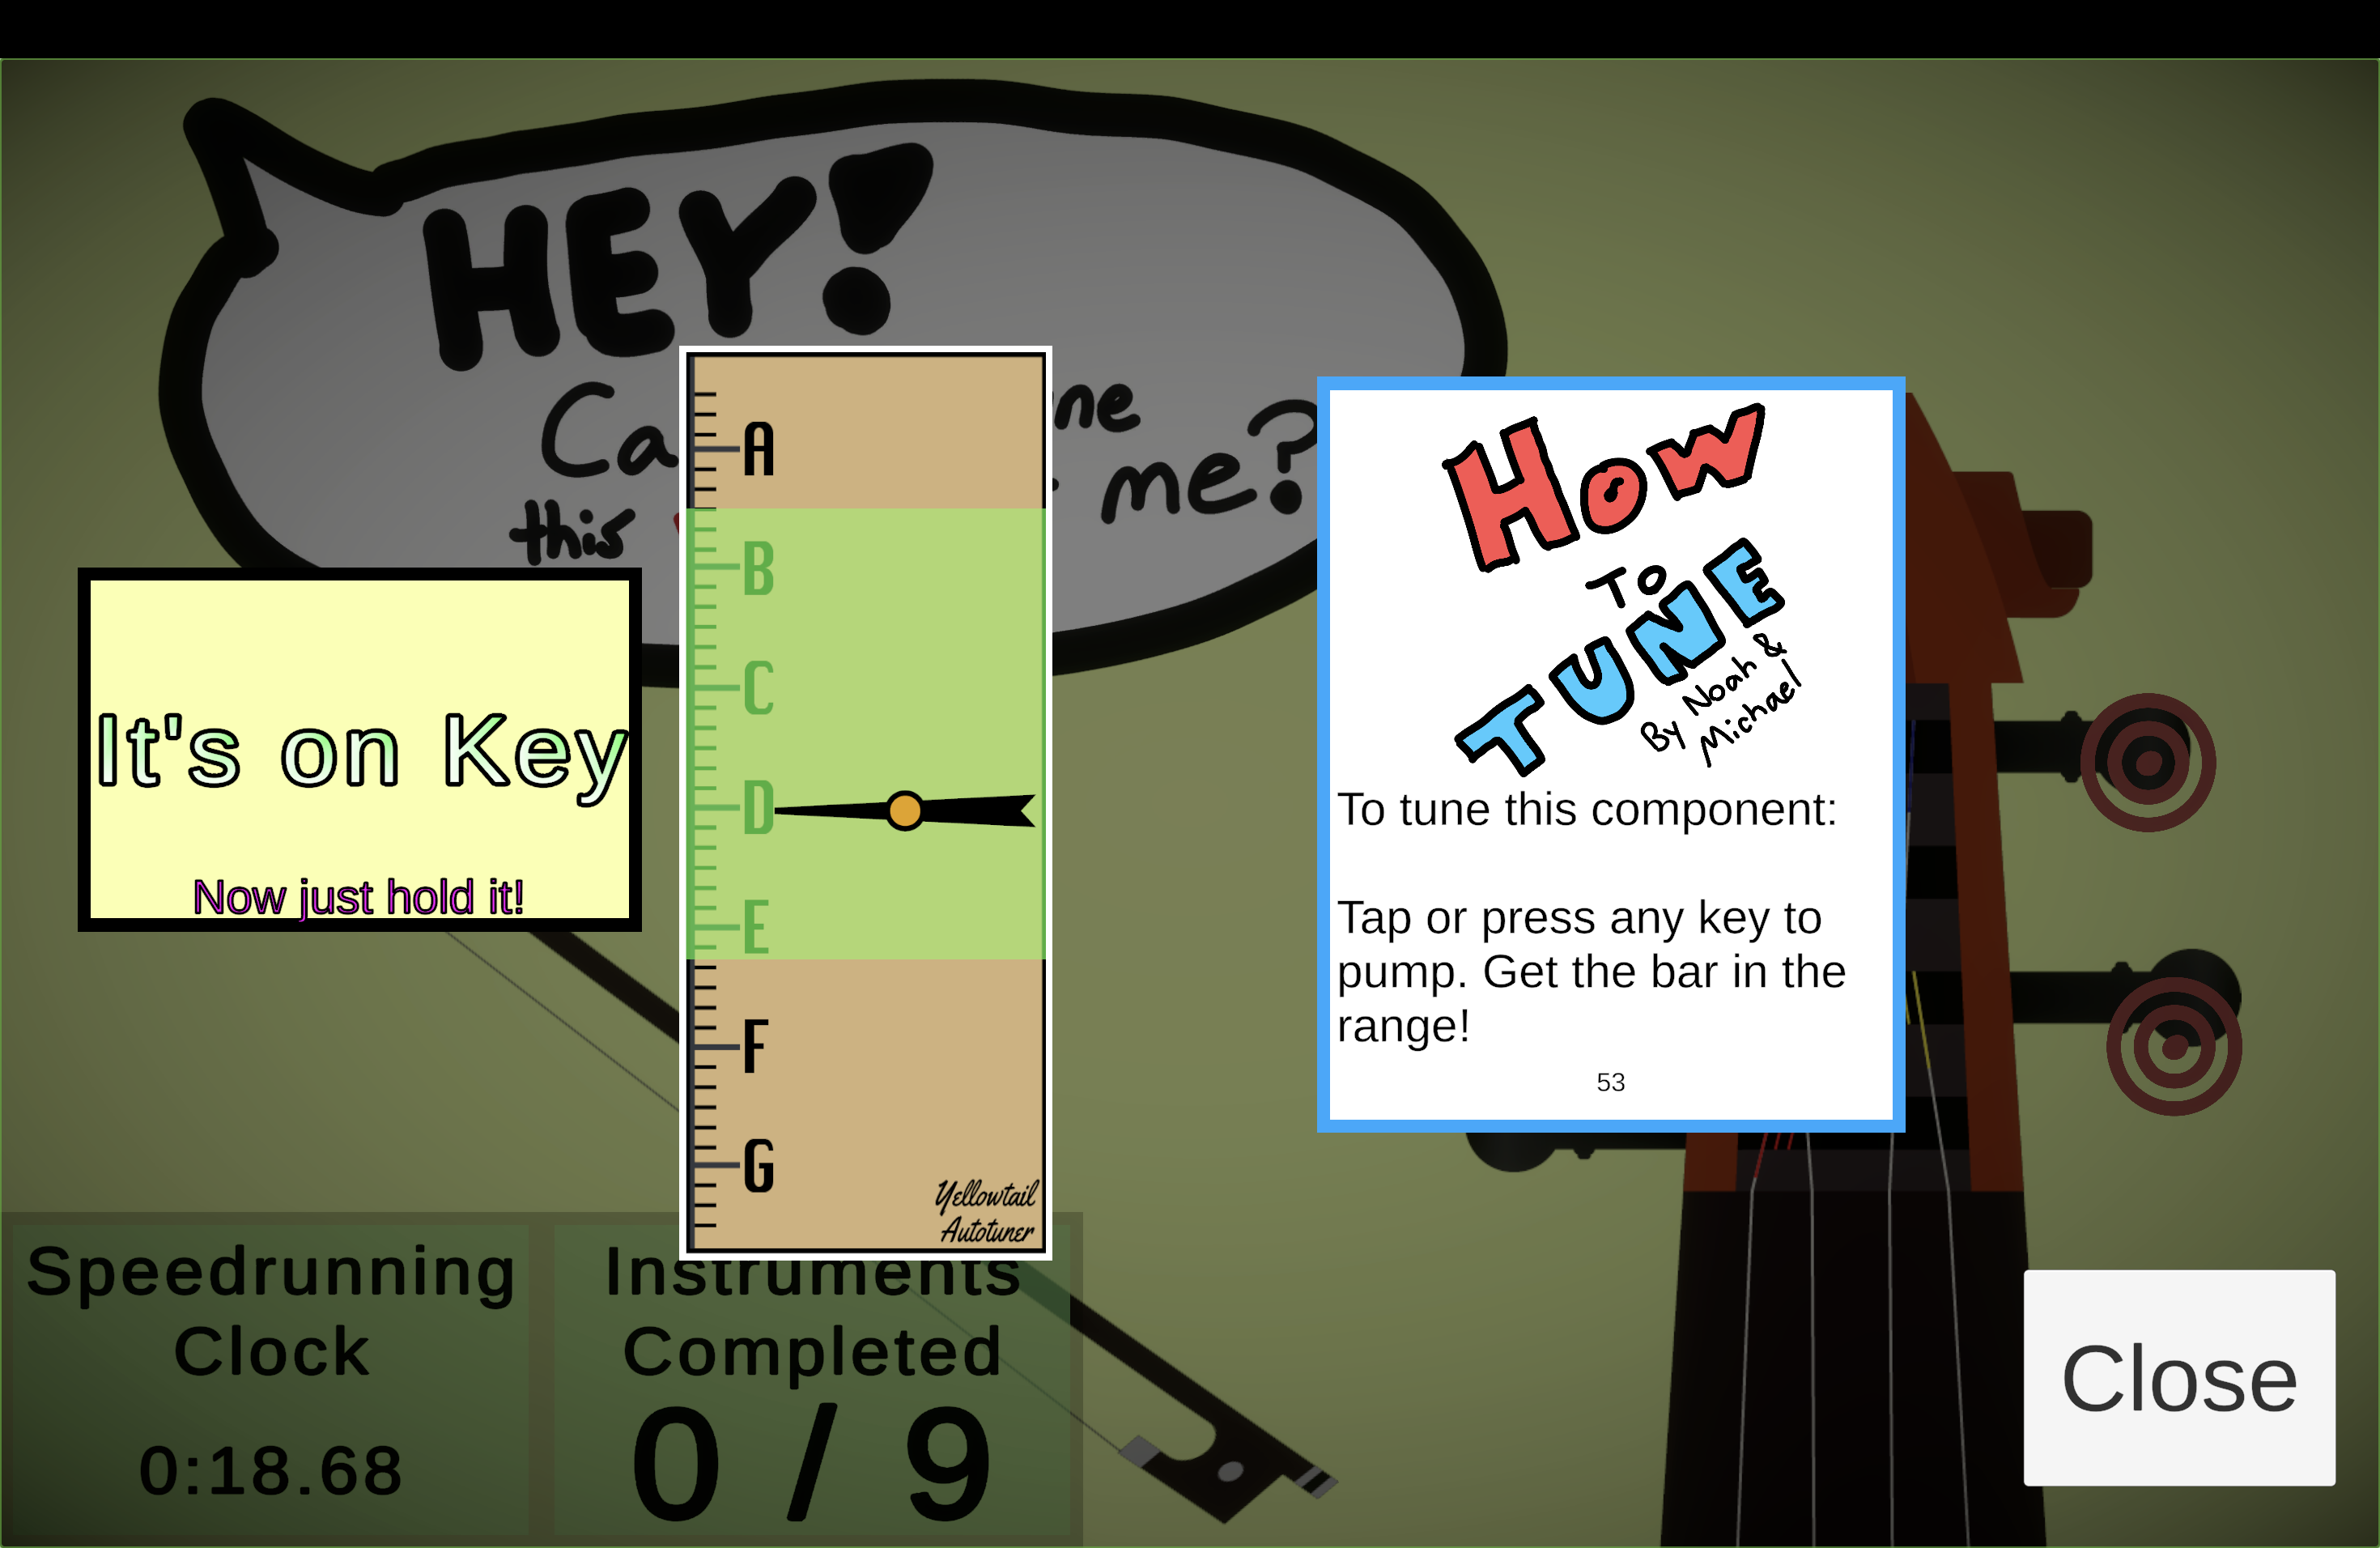 HEY!
Ca ne
this me?
It's on Key
Now just hold it!
A
B
C
D
E
F
G
Yellowtail
Autotuner
How
TO
TUNE
By Noah &
Michael
To tune this component:
Tap or press any key to
pump. Get the bar in the
range!
53
Speedrunning
Clock
0:18.68
Instruments
Completed
0 / 9
Close